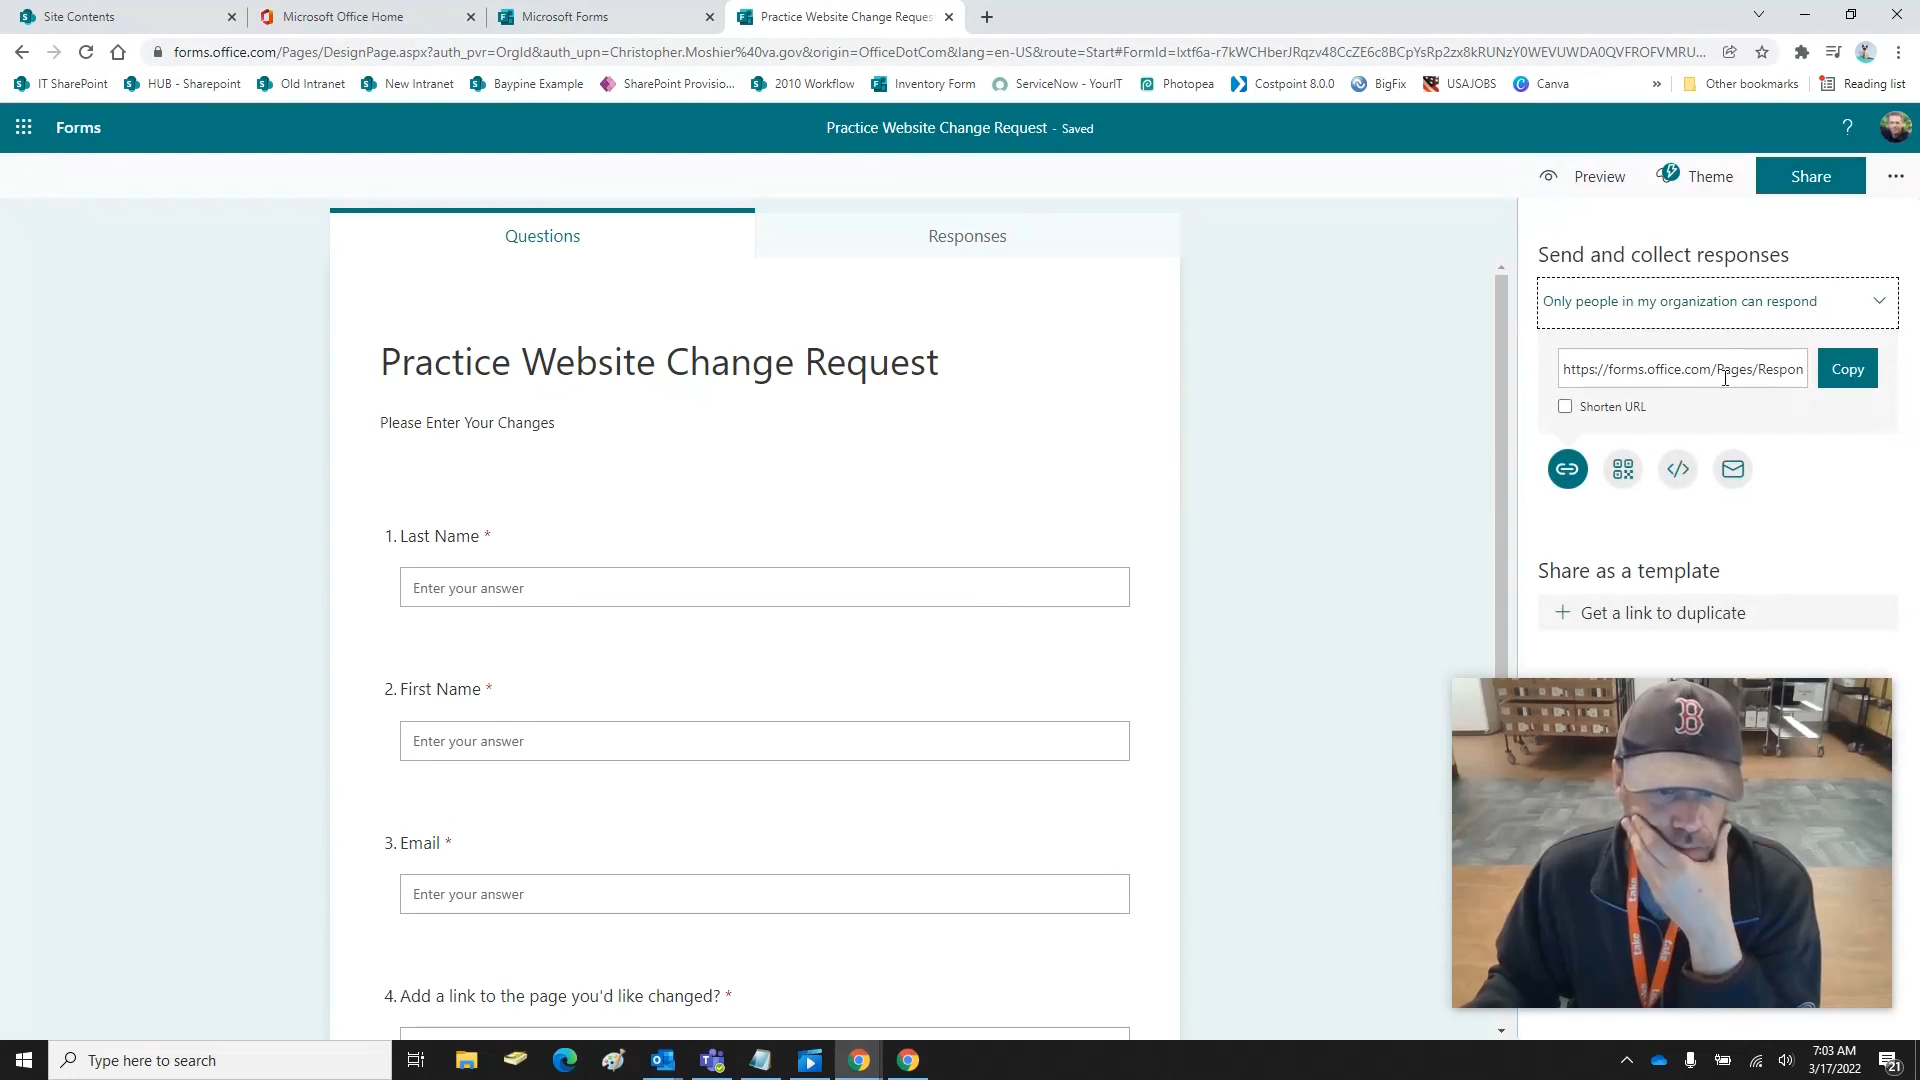 Site Contents
Microsoft Office Home
Microsoft Forms
Practice Website Change Reques
forms.office.com/Pages/DesignPage.aspx?auth_pvr=OrgId&auth_upn=Christopher.Moshier%40va.gov&origin=OfficeDotCom&lang=en-US&route=Start#FormId=Ixtf6a-r7kWCHberJRqzv48CcZE6c8BCpYsRp2zx8kRUNzY0WEVUWDA0QVFROFVMRU...
IT SharePoint
HUB - Sharepoint
Old Intranet
New Intranet
Baypine Example
SharePoint Provisio...
2010 Workflow
Inventory Form
ServiceNow - YourIT
Photopea
Costpoint 8.0.0
BigFix
USAJOBS
Canva
»
Other bookmarks
Reading list
Forms
Practice Website Change Request - Saved
?
Preview
Theme
Share
Questions
Responses
Send and collect responses
Only people in my organization can respond
https://forms.office.com/Pages/Respon
Copy
Shorten URL
Practice Website Change Request
Please Enter Your Changes
1. Last Name *
Enter your answer
2. First Name *
Enter your answer
3. Email *
Enter your answer
4. Add a link to the page you'd like changed? *
Share as a template
+ Get a link to duplicate
B
take
take
Type here to search
7:03 AM
3/17/2022
21